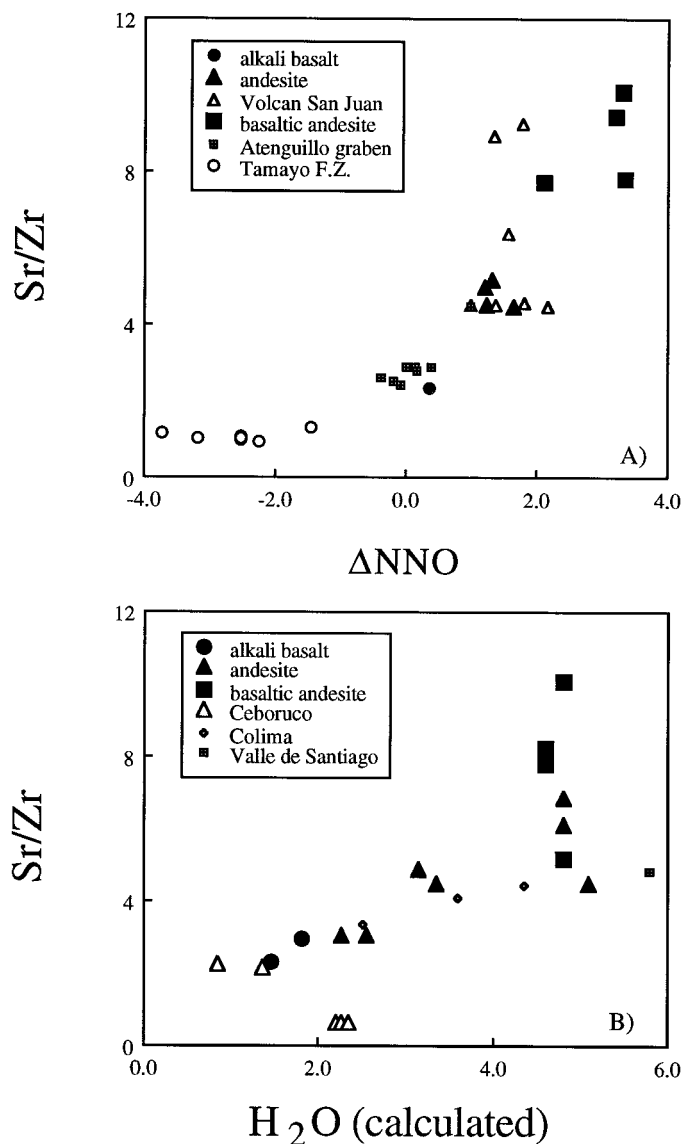 12
8
4
0
Sr/Zr
alkali basalt
andesite
Volcan San Juan
basaltic andesite
Atenguillo graben
Tamayo F.Z.
A)
-4.0 -2.0 0.0 2.0 4.0
ΔNNO
12
8
4
0
Sr/Zr
alkali basalt
andesite
basaltic andesite
Ceboruco
Colima
Valle de Santiago
B)
0.0 2.0 4.0 6.0
H₂O (calculated)